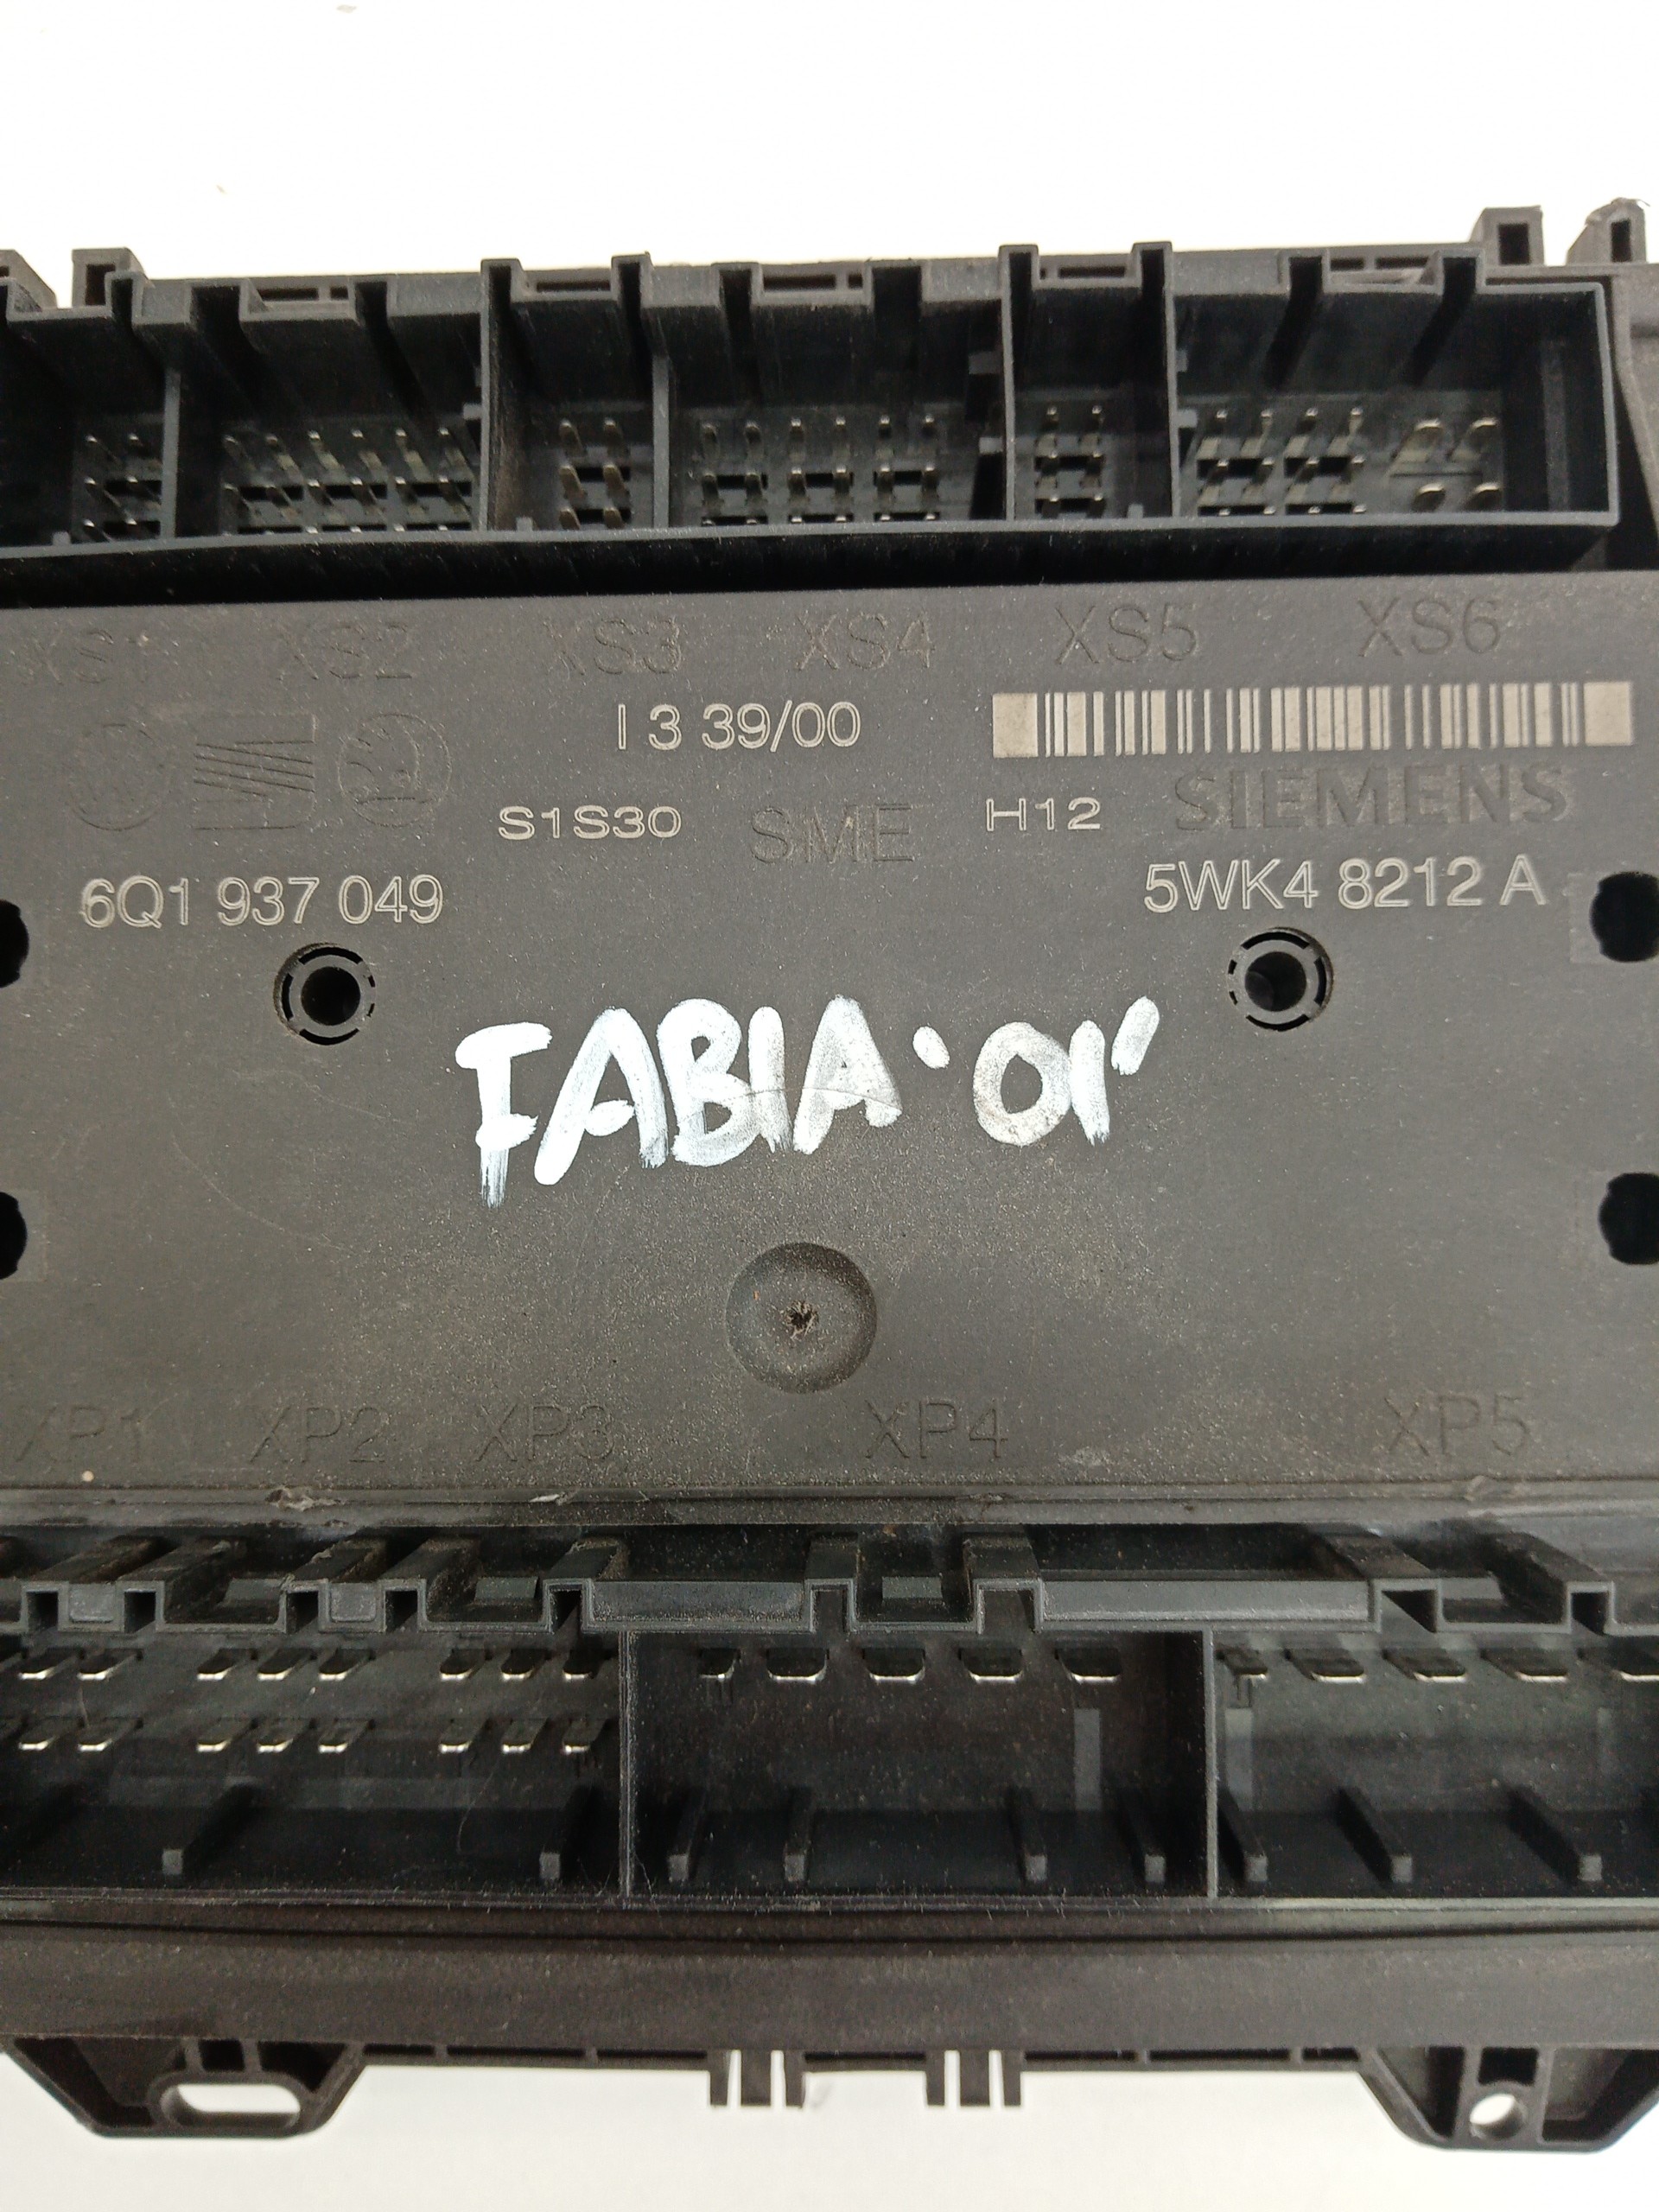 XS1 XS2 XS3 XS4 XS5 XS6
I 3 39/00
SIEMENS
S1S30 SME H12
6Q1 937 049 5WK4 8212 A
FABIA '01'
XP1 XP2 XP3 XP4 XP5